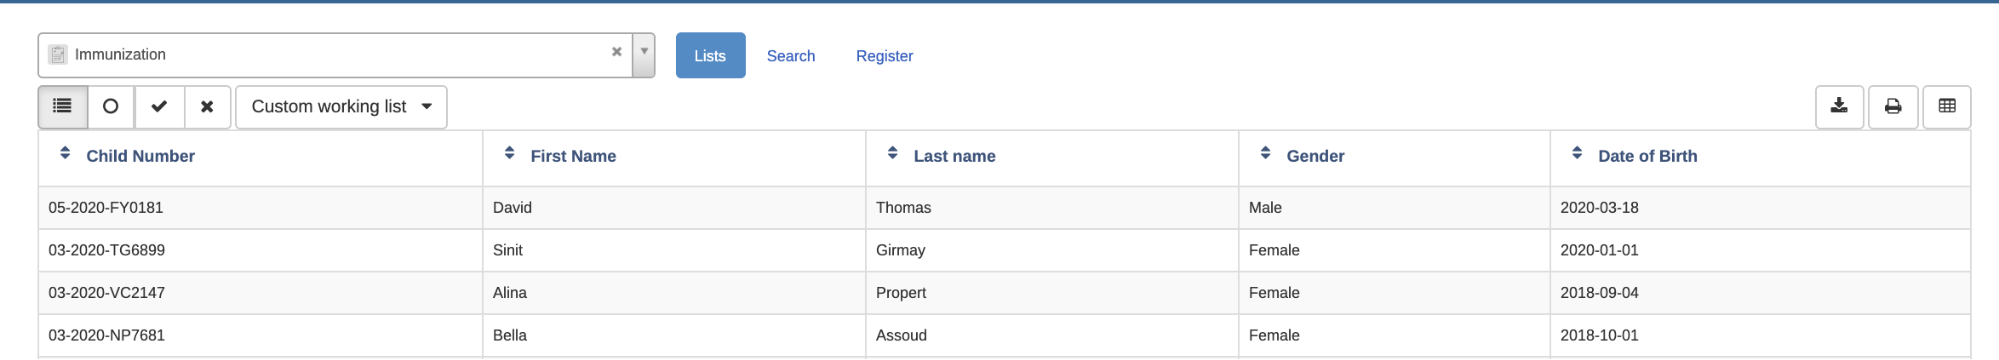 Immunization Lists Search Register
Custom working list
Child Number First Name Last name Gender Date of Birth
05-2020-FY0181 David Thomas Male 2020-03-18
03-2020-TG6899 Sinit Girmay Female 2020-01-01
03-2020-VC2147 Alina Propert Female 2018-09-04
03-2020-NP7681 Bella Assoud Female 2018-10-01